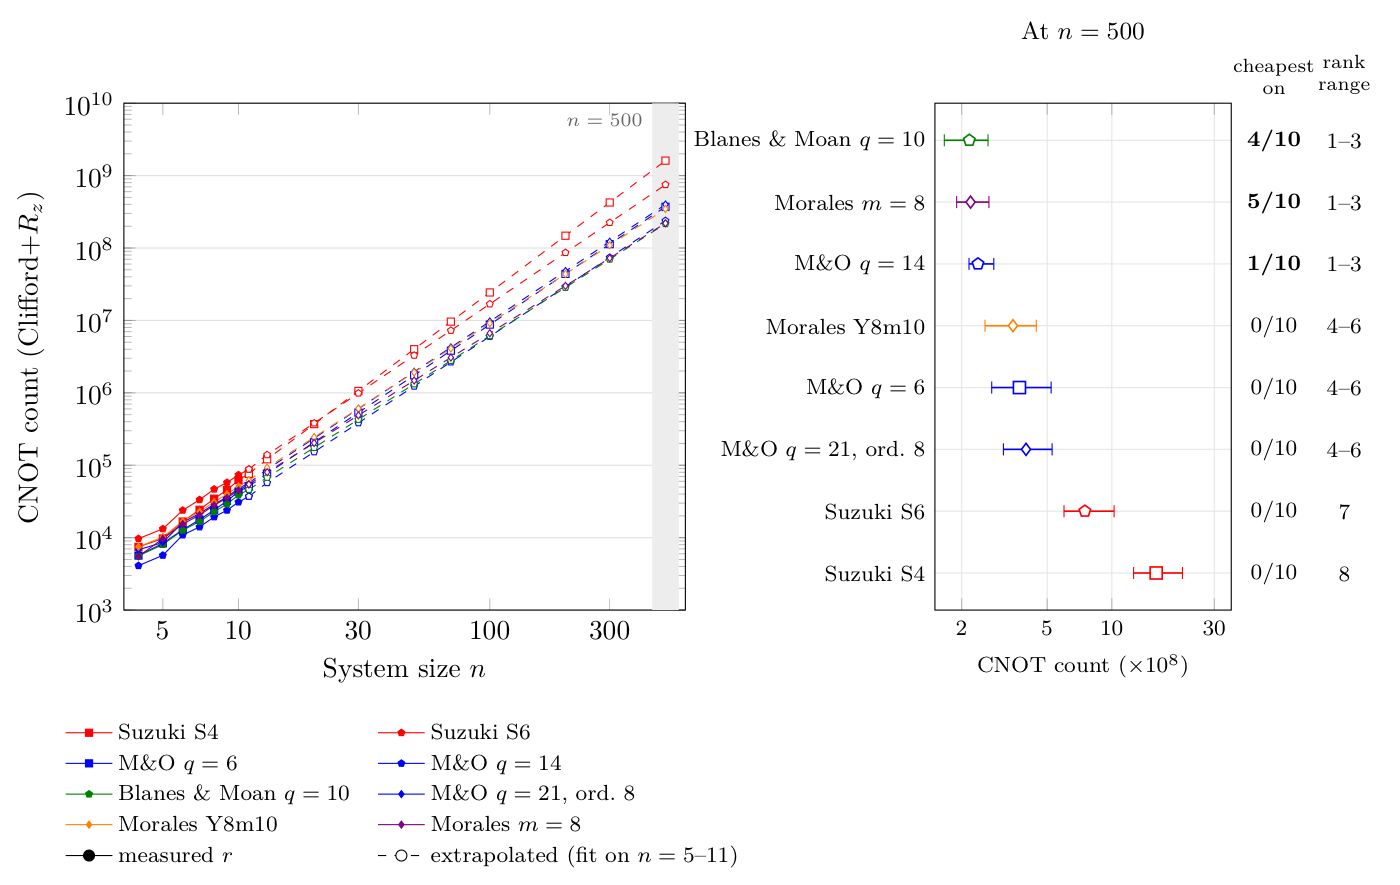 At n = 500
cheapest on
rank range
CNOT count (Clifford+R_z)
10^10
10^9
10^8
10^7
10^6
10^5
10^4
10^3
n = 500
5 10 30 100 300
System size n
Blanes & Moan q = 10 4/10 1–3
Morales m = 8 5/10 1–3
M&O q = 14 1/10 1–3
Morales Y8m10 0/10 4–6
M&O q = 6 0/10 4–6
M&O q = 21, ord. 8 0/10 4–6
Suzuki S6 0/10 7
Suzuki S4 0/10 8
2 5 10 30
CNOT count (×10^8)
Suzuki S4 Suzuki S6
M&O q = 6 M&O q = 14
Blanes & Moan q = 10 M&O q = 21, ord. 8
Morales Y8m10 Morales m = 8
measured r extrapolated (fit on n = 5–11)